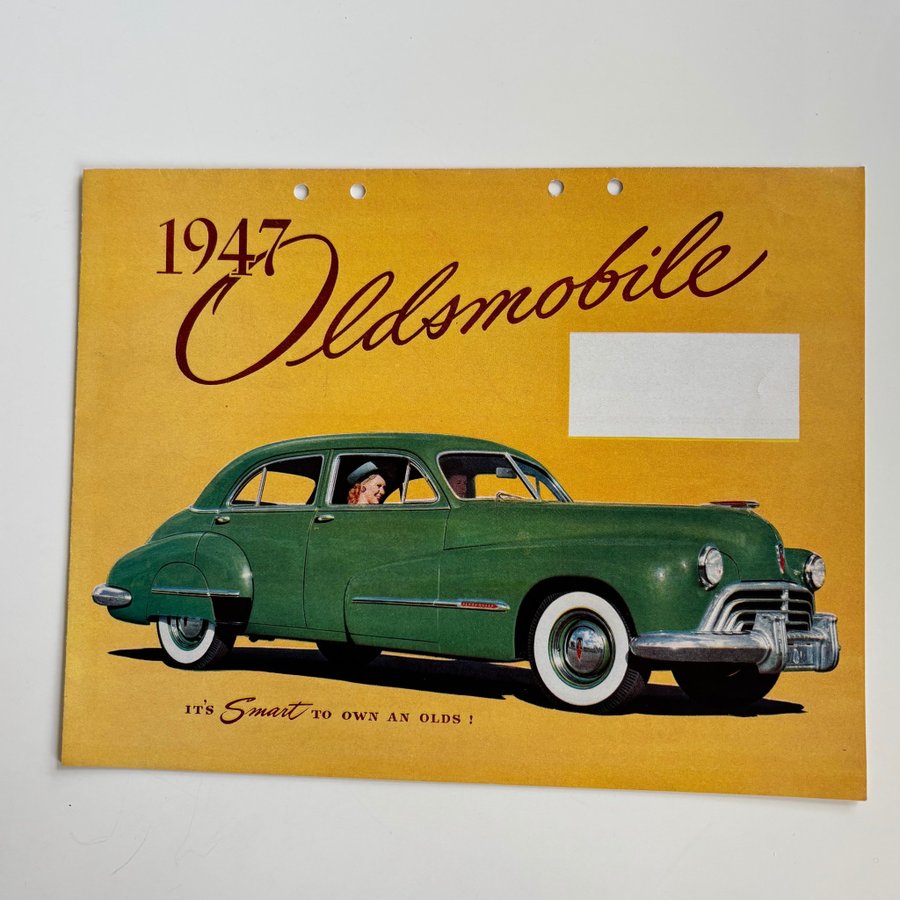 1947
Oldsmobile
IT'S Smart TO OWN AN OLDS !